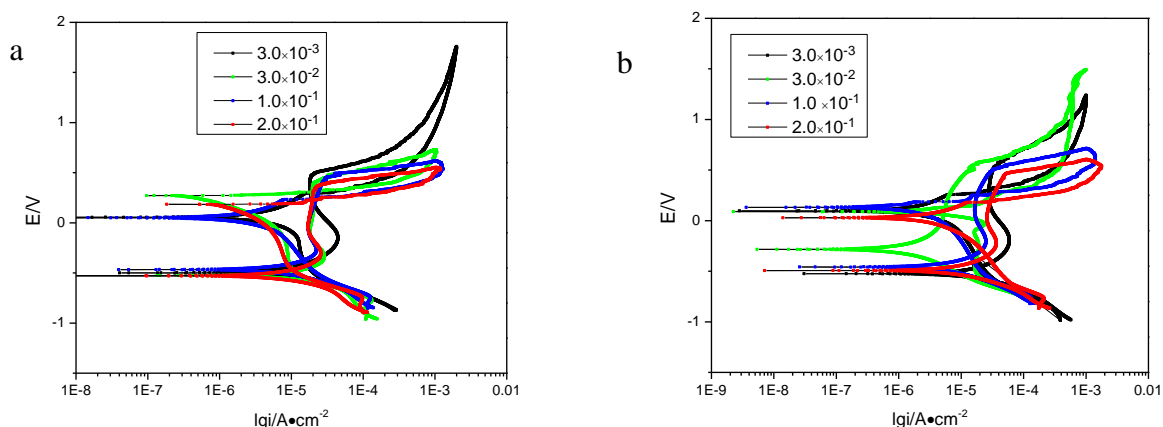 a
2
1
0
-1
E/V
3.0×10-3
3.0×10-2
1.0×10-1
2.0×10-1
1E-8 1E-7 1E-6 1E-5 1E-4 1E-3 0.01
lgi/A•cm-2
b
2
1
0
-1
E/V
3.0×10-3
3.0×10-2
1.0 ×10-1
2.0×10-1
1E-9 1E-8 1E-7 1E-6 1E-5 1E-4 1E-3 0.01
lgi/A•cm-2